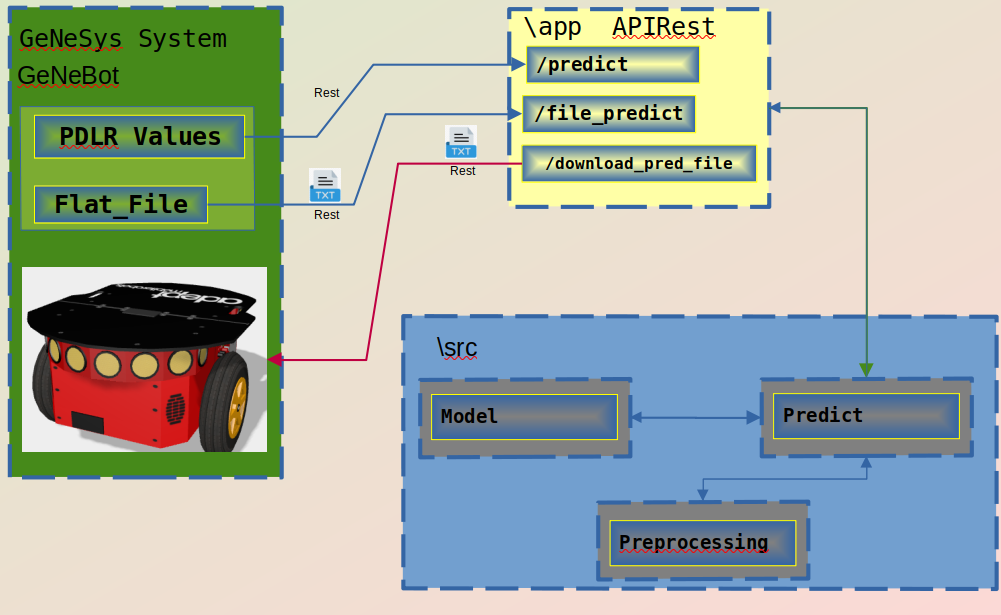 GeNeSys System
GeNeBot
PDLR Values
Flat_File
adept
Rest
TXT
Rest
\app APIRest
/predict
/file_predict
/download_pred_file
TXT
Rest
\src
Model
Predict
Preprocessing